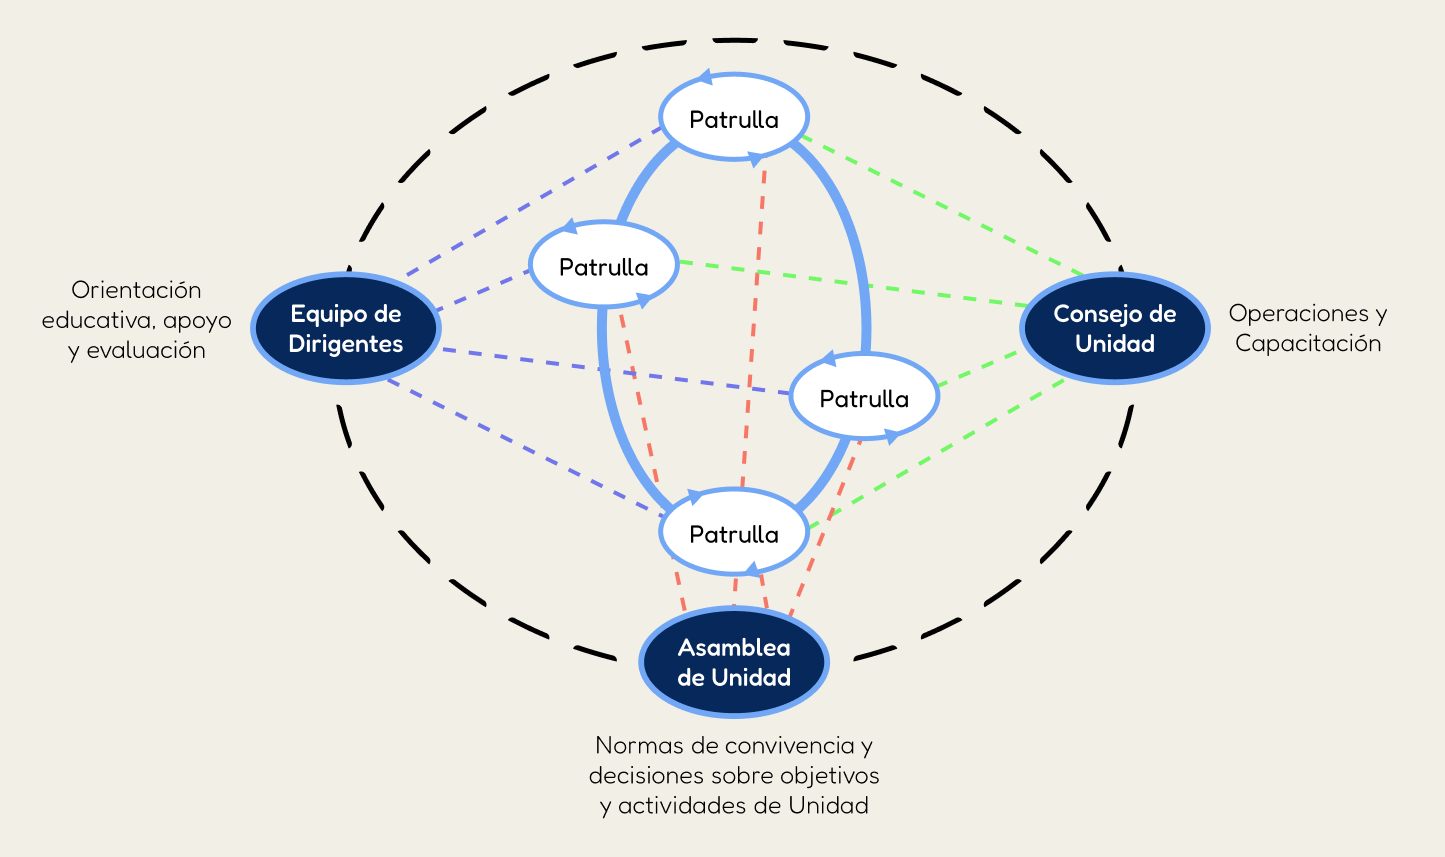 Patrulla
Patrulla
Orientación
educativa, apoyo
y evaluación
Equipo de
Dirigentes
Consejo de
Unidad
Operaciones y
Capacitación
Patrulla
Patrulla
Asamblea
de Unidad
Normas de convivencia y
decisiones sobre objetivos
y actividades de Unidad